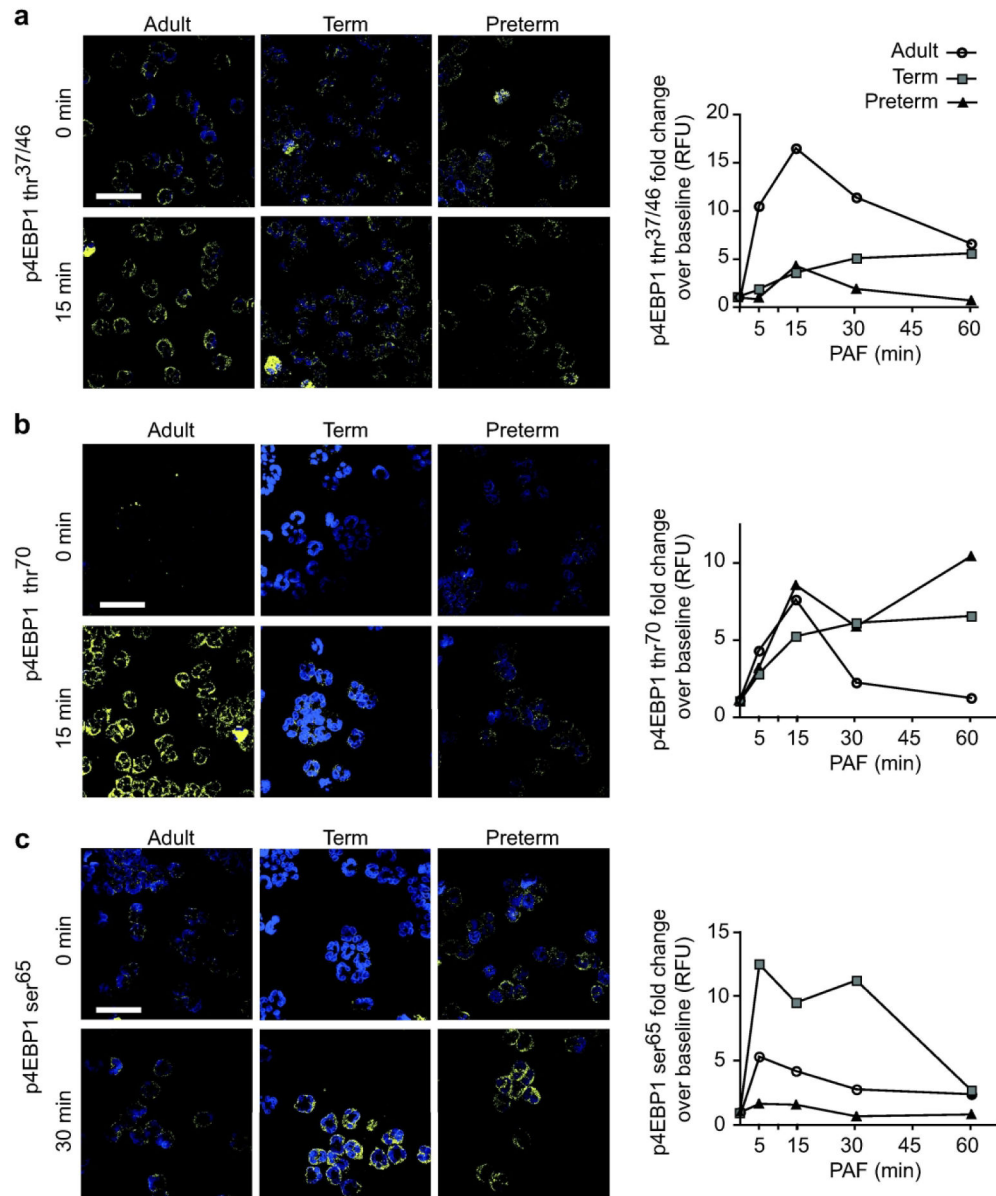 a
Adult Term Preterm
p4EBP1 thr37/46
0 min
15 min
Adult
Term
Preterm
p4EBP1 thr37/46 fold change
over baseline (RFU)
20
15
10
5
0
5 15 30 45 60
PAF (min)
b
Adult Term Preterm
p4EBP1 thr70
0 min
15 min
p4EBP1 thr70 fold change
over baseline (RFU)
10
5
0
5 15 30 45 60
PAF (min)
c
Adult Term Preterm
p4EBP1 ser65
0 min
30 min
p4EBP1 ser65 fold change
over baseline (RFU)
15
10
5
0
5 15 30 45 60
PAF (min)